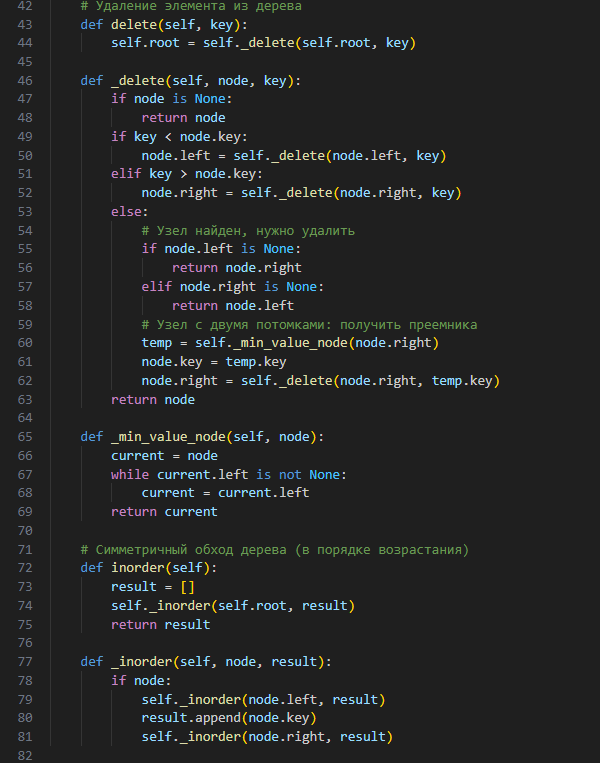 42 # Удаление элемента из дерева
43 def delete(self, key):
44 self.root = self._delete(self.root, key)
45
46 def _delete(self, node, key):
47 if node is None:
48 return node
49 if key < node.key:
50 node.left = self._delete(node.left, key)
51 elif key > node.key:
52 node.right = self._delete(node.right, key)
53 else:
54 # Узел найден, нужно удалить
55 if node.left is None:
56 return node.right
57 elif node.right is None:
58 return node.left
59 # Узел с двумя потомками: получить преемника
60 temp = self._min_value_node(node.right)
61 node.key = temp.key
62 node.right = self._delete(node.right, temp.key)
63 return node
64
65 def _min_value_node(self, node):
66 current = node
67 while current.left is not None:
68 current = current.left
69 return current
70
71 # Симметричный обход дерева (в порядке возрастания)
72 def inorder(self):
73 result = []
74 self._inorder(self.root, result)
75 return result
76
77 def _inorder(self, node, result):
78 if node:
79 self._inorder(node.left, result)
80 result.append(node.key)
81 self._inorder(node.right, result)
82